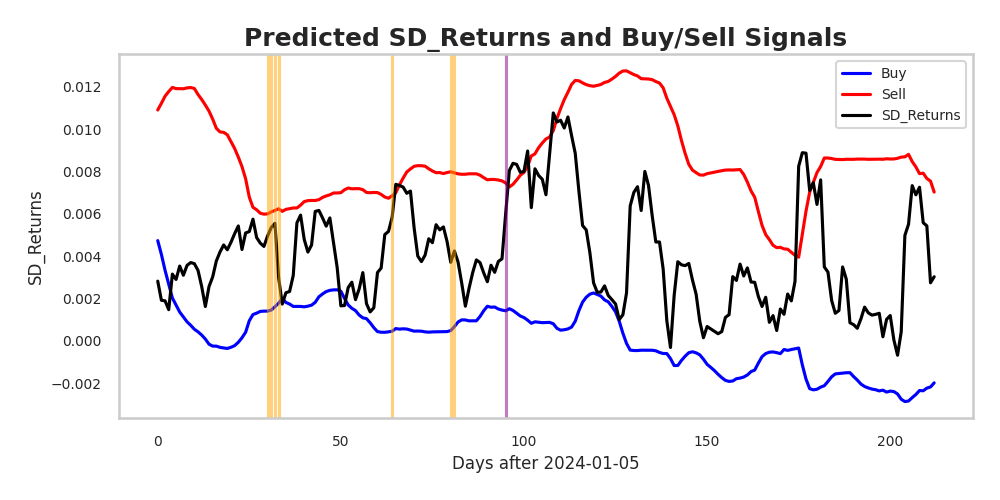 Predicted SD_Returns and Buy/Sell Signals
Buy
Sell
SD_Returns
0.012
0.010
0.008
0.006
0.004
0.002
0.000
−0.002
SD_Returns
0 50 100 150 200
Days after 2024-01-05